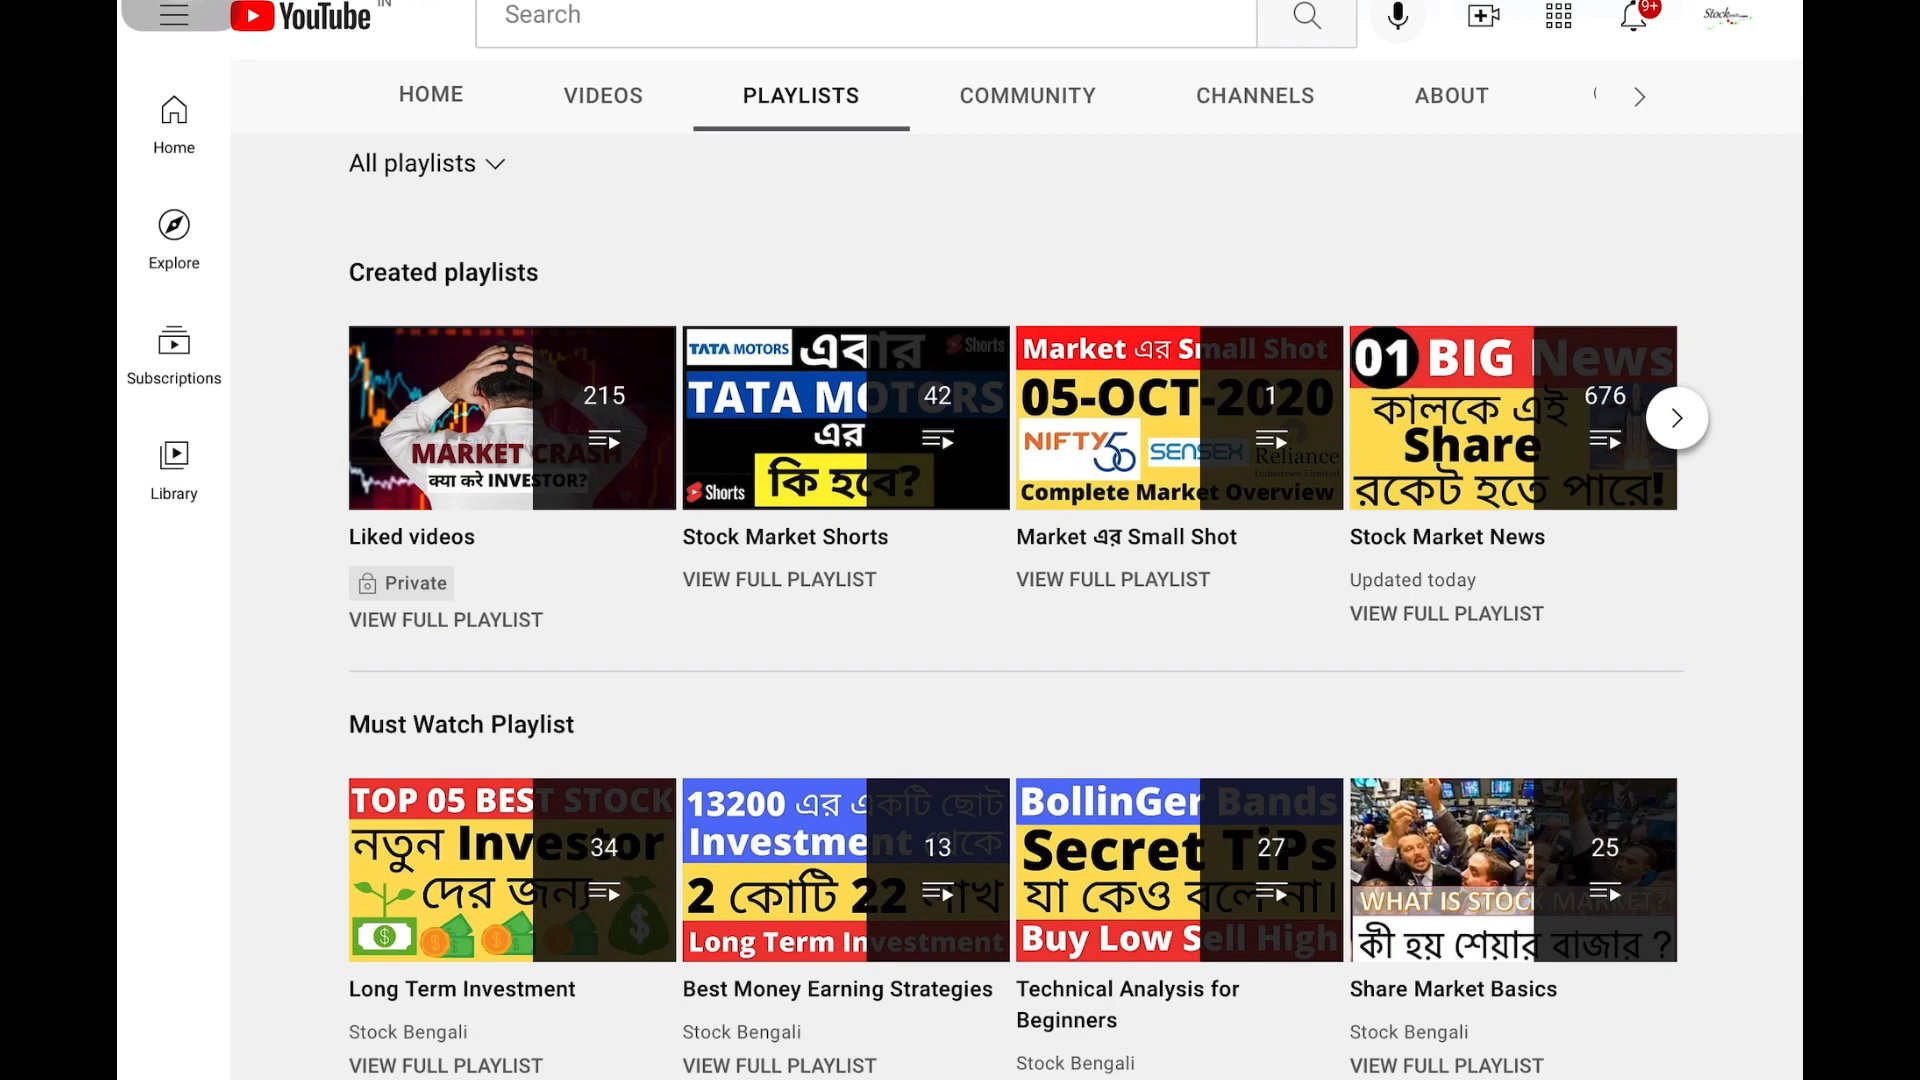 YouTube IN
Search
9+
Stock
HOME VIDEOS PLAYLISTS COMMUNITY CHANNELS ABOUT
Home
Explore
Subscriptions
Library
All playlists
Created playlists
215
MARKET CRASH
क्या करे INVESTOR?
Liked videos
Private
VIEW FULL PLAYLIST
TATA MOTORS এবার Shorts
TATA MOTORS
42
এর
Shorts কি হবে?
Stock Market Shorts
VIEW FULL PLAYLIST
Market এর Small Shot
05-OCT-2020
1
NIFTY 50 SENSEX Reliance
Industries Limited
Complete Market Overview
Market এর Small Shot
VIEW FULL PLAYLIST
01 BIG News
676
কালকে এই
Share
রকেট হতে পারে!
Stock Market News
Updated today
VIEW FULL PLAYLIST
Must Watch Playlist
TOP 05 BEST STOCK
নতুন Investor
34
দের জন্য
Long Term Investment
Stock Bengali
VIEW FULL PLAYLIST
13200 এর একটি ছোট
Investment থেকে
13
2 কোটি 22 লাখ
Long Term Investment
Best Money Earning Strategies
Stock Bengali
VIEW FULL PLAYLIST
BollinGer Bands
Secret TiPs
27
যা কেও বলে না।
Buy Low Sell High
Technical Analysis for
Beginners
Stock Bengali
25
WHAT IS STOCK MARKET?
কী হয় শেয়ার বাজার ?
Share Market Basics
Stock Bengali
VIEW FULL PLAYLIST